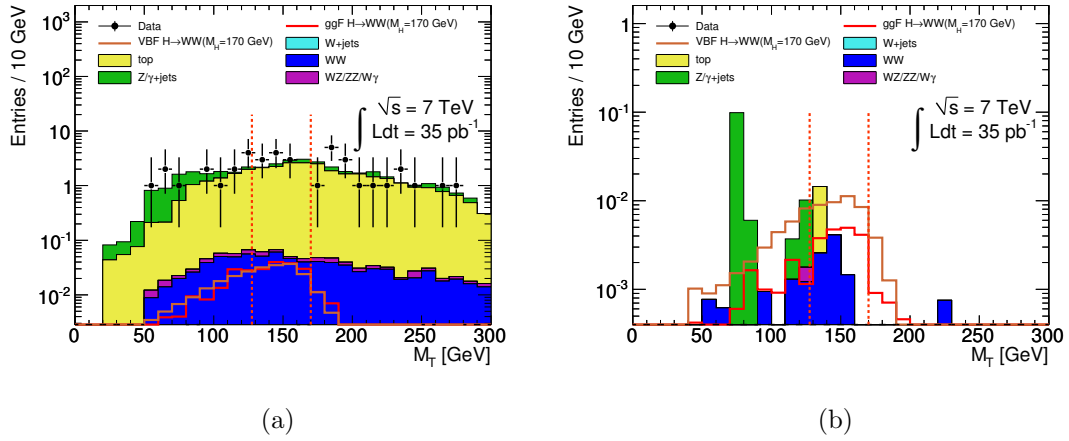 Entries / 10 GeV
10³
10²
10
1
10⁻¹
10⁻²
Data
VBF H→WW(M_H=170 GeV)
top
Z/γ+jets
ggF H→WW(M_H=170 GeV)
W+jets
WW
WZ/ZZ/Wγ
∫ √s = 7 TeV
Ldt = 35 pb⁻¹
0 50 100 150 200 250 300
M_T [GeV]
(a)
Entries / 10 GeV
1
10⁻¹
10⁻²
10⁻³
Data
VBF H→WW(M_H=170 GeV)
top
Z/γ+jets
ggF H→WW(M_H=170 GeV)
W+jets
WW
WZ/ZZ/Wγ
∫ √s = 7 TeV
Ldt = 35 pb⁻¹
0 50 100 150 200 250 300
M_T [GeV]
(b)